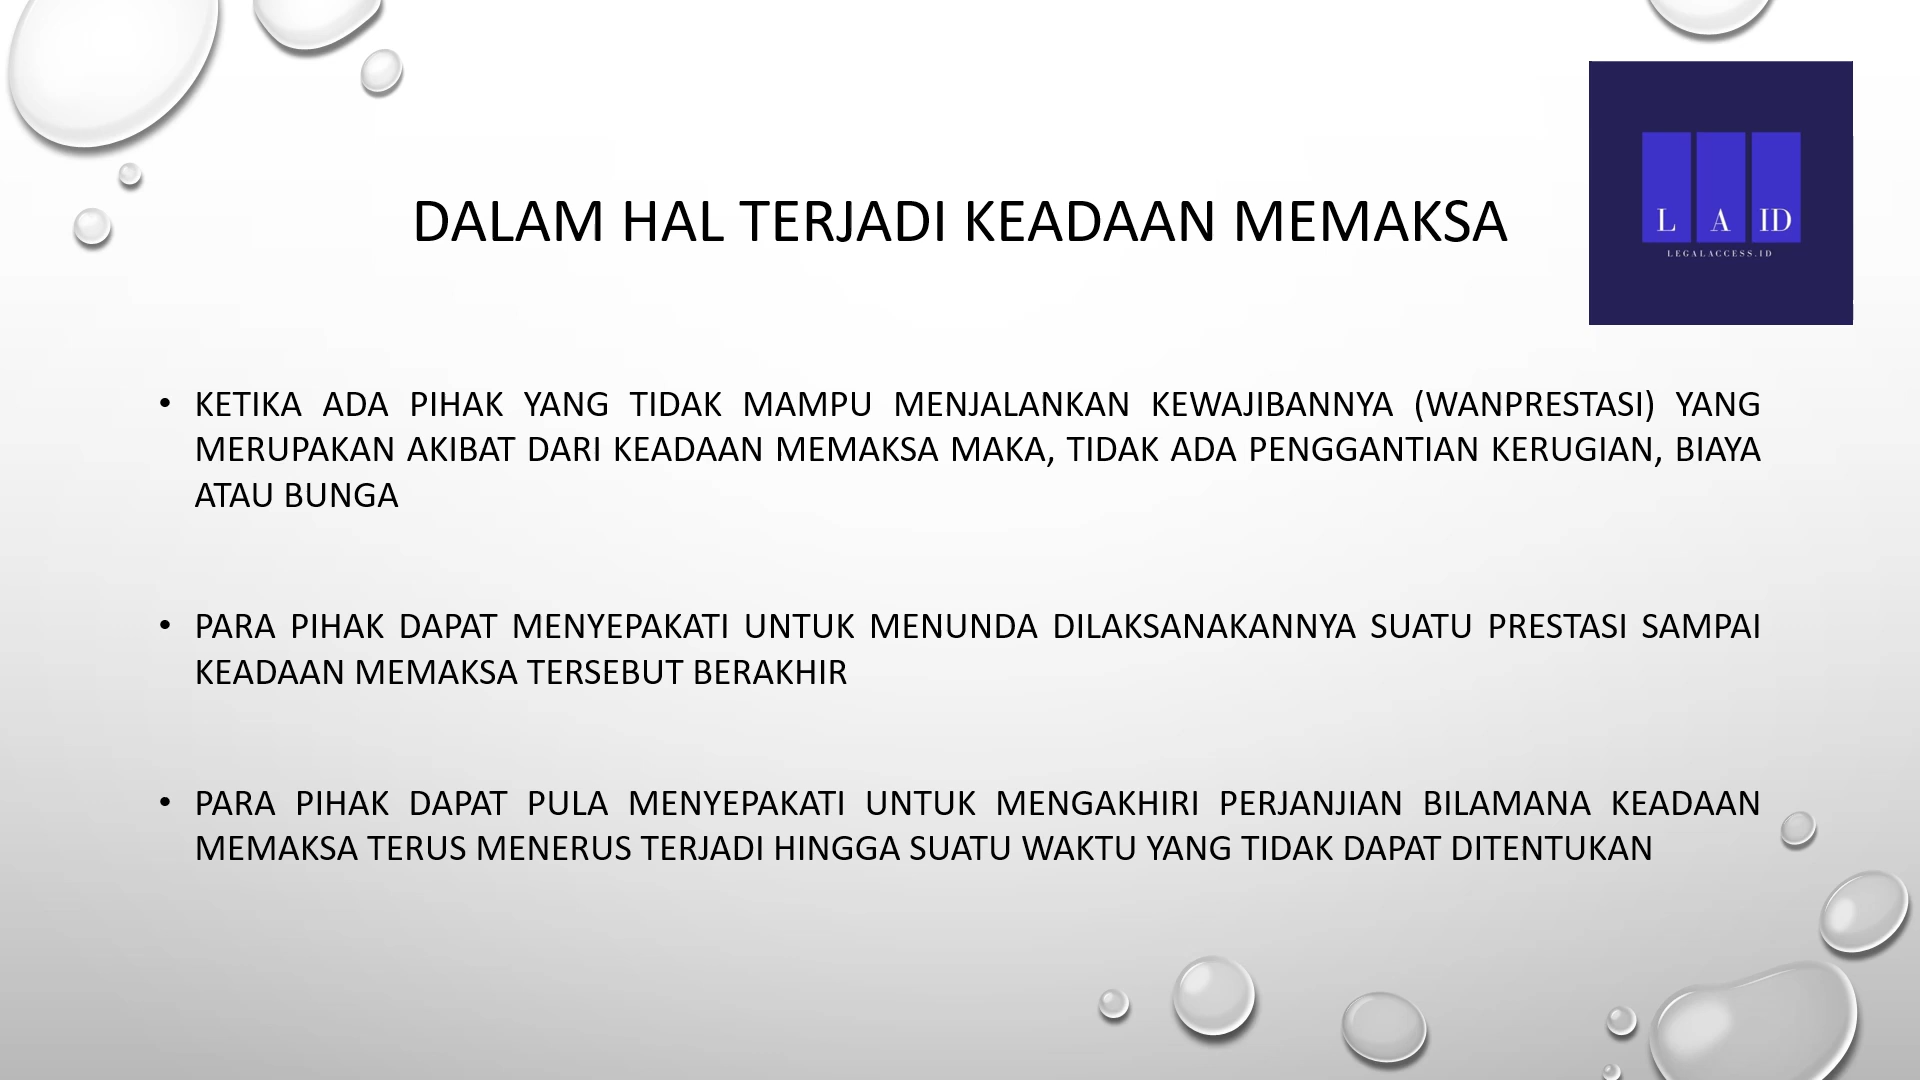 DALAM HAL TERJADI KEADAAN MEMAKSA
L A ID
LEGALACCESS.ID
• KETIKA ADA PIHAK YANG TIDAK MAMPU MENJALANKAN KEWAJIBANNYA (WANPRESTASI) YANG
MERUPAKAN AKIBAT DARI KEADAAN MEMAKSA MAKA, TIDAK ADA PENGGANTIAN KERUGIAN, BIAYA
ATAU BUNGA
• PARA PIHAK DAPAT MENYEPAKATI UNTUK MENUNDA DILAKSANAKANNYA SUATU PRESTASI SAMPAI
KEADAAN MEMAKSA TERSEBUT BERAKHIR
• PARA PIHAK DAPAT PULA MENYEPAKATI UNTUK MENGAKHIRI PERJANJIAN BILAMANA KEADAAN
MEMAKSA TERUS MENERUS TERJADI HINGGA SUATU WAKTU YANG TIDAK DAPAT DITENTUKAN